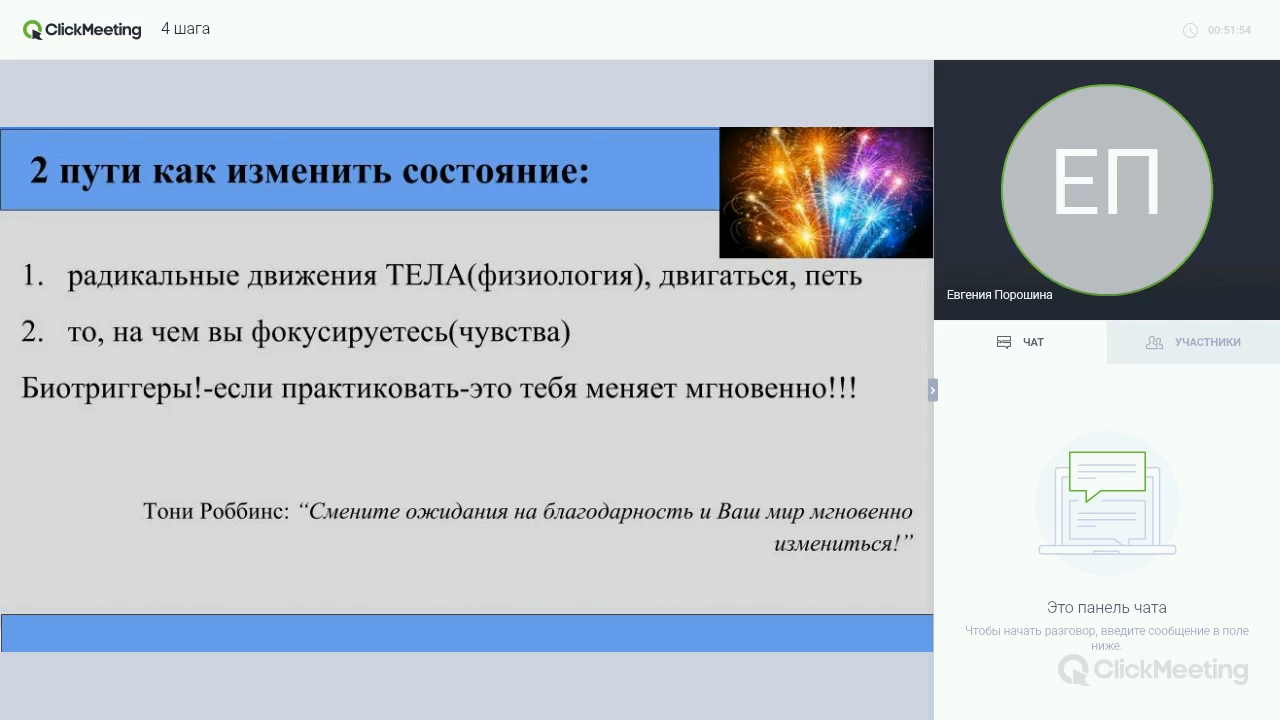 ClickMeeting
4 шага
00:51:54
2 пути как изменить состояние:
1. радикальные движения ТЕЛА(физиология), двигаться, петь
2. то, на чем вы фокусируетесь(чувства)
Биотриггеры!-если практиковать-это тебя меняет мгновенно!!!
Тони Роббинс: “Смените ожидания на благодарность и Ваш мир мгновенно
измениться!”
ЕП
Евгения Порошина
ЧАТ
УЧАСТНИКИ
Это панель чата
Чтобы начать разговор, введите сообщение в поле
ниже.
ClickMeeting